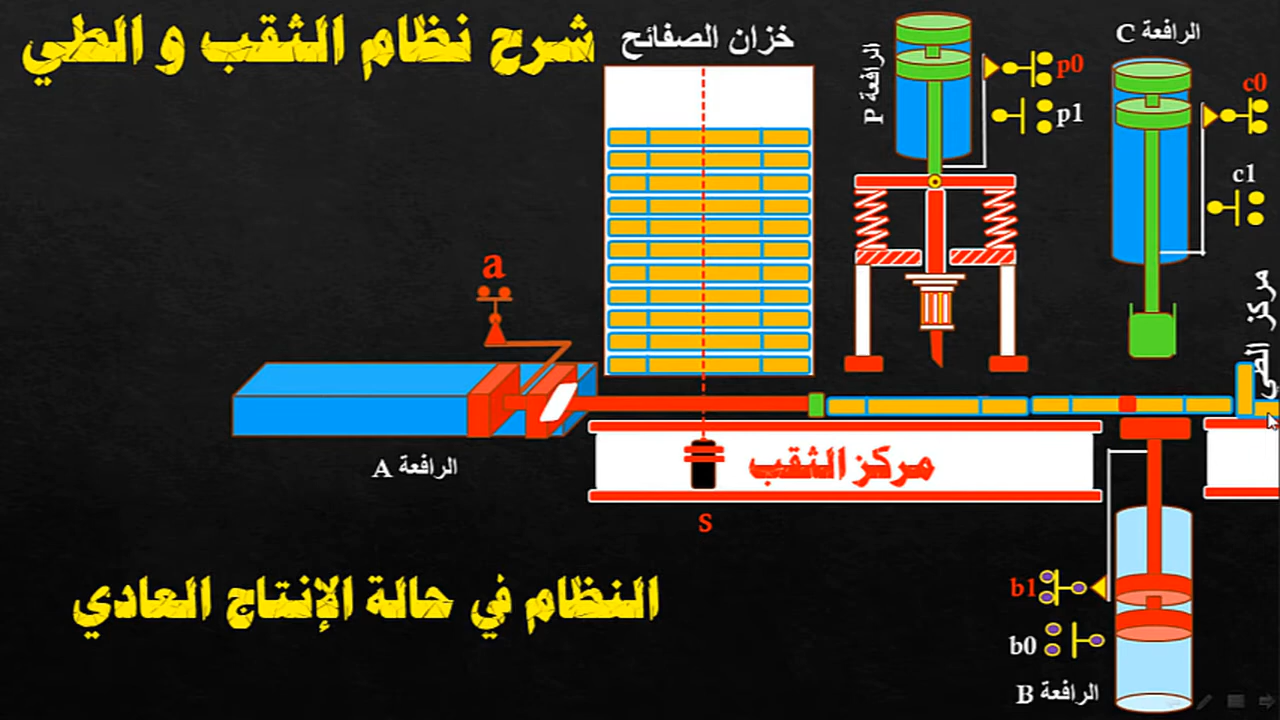 شرح نظام الثقب و الطي
خزان الصفائح
الرافعة P
p0
p1
الرافعة C
c0
c1
مركز الطي
a
الرافعة A
مركز الثقب
s
النظام في حالة الإنتاج العادي
b1
b0
الرافعة B